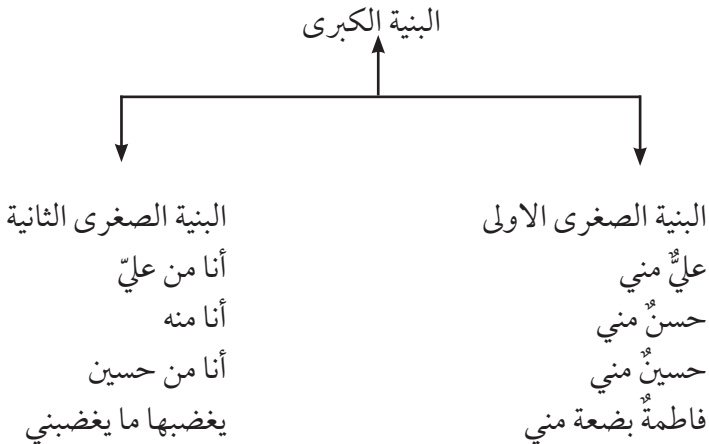 البنية الكبرى
البنية الصغرى الاولى
عليٌّ مني
حسنٌ مني
حسينٌ مني
فاطمةٌ بضعة مني
البنية الصغرى الثانية
أنا من عليّ
أنا منه
أنا من حسين
يغضبها ما يغضبني